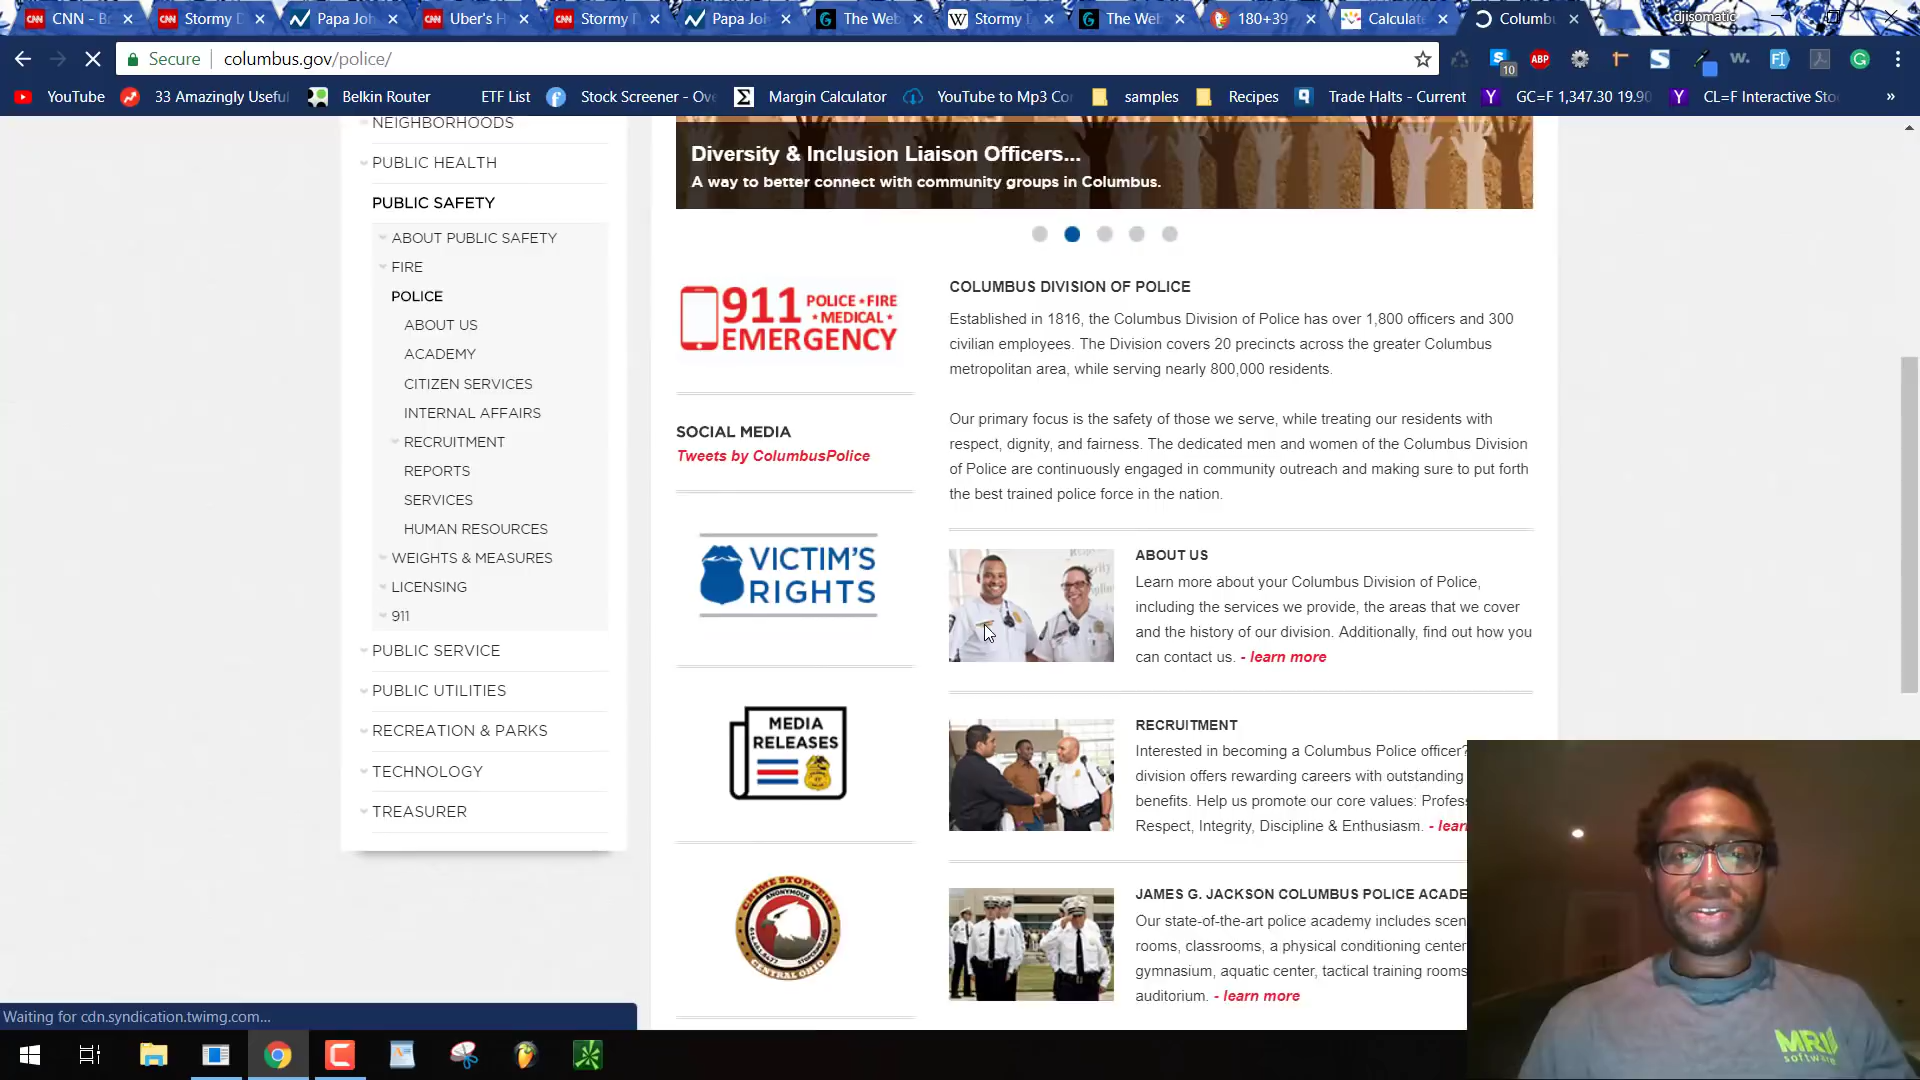 CNN - B
Stormy D
Papa Joh
Uber's H
Stormy
Papa Joh
The Web
Stormy D
The Web
180+39
Calculate
Columbu
djisomatic
Secure
columbus.gov/police/
10
ABP
YouTube
33 Amazingly Useful
Belkin Router
ETF List
Stock Screener - Ove
Margin Calculator
YouTube to Mp3 Co
samples
Recipes
Trade Halts - Current
GC=F 1,347.30 19.90
CL=F Interactive Sto
»
NEIGHBORHOODS
PUBLIC HEALTH
PUBLIC SAFETY
ABOUT PUBLIC SAFETY
FIRE
POLICE
ABOUT US
ACADEMY
CITIZEN SERVICES
INTERNAL AFFAIRS
RECRUITMENT
REPORTS
SERVICES
HUMAN RESOURCES
WEIGHTS & MEASURES
LICENSING
911
PUBLIC SERVICE
PUBLIC UTILITIES
RECREATION & PARKS
TECHNOLOGY
TREASURER
Diversity & Inclusion Liaison Officers...
A way to better connect with community groups in Columbus.
911 POLICE • FIRE
• MEDICAL •
EMERGENCY
SOCIAL MEDIA
Tweets by ColumbusPolice
VICTIM'S
RIGHTS
MEDIA
RELEASES
CRIME STOPPERS
ANONYMOUS
CENTRAL OHIO
COLUMBUS DIVISION OF POLICE
Established in 1816, the Columbus Division of Police has over 1,800 officers and 300
civilian employees. The Division covers 20 precincts across the greater Columbus
metropolitan area, while serving nearly 800,000 residents.
Our primary focus is the safety of those we serve, while treating our residents with
respect, dignity, and fairness. The dedicated men and women of the Columbus Division
of Police are continuously engaged in community outreach and making sure to put forth
the best trained police force in the nation.
ABOUT US
Learn more about your Columbus Division of Police,
including the services we provide, the areas that we cover
and the history of our division. Additionally, find out how you
can contact us. - learn more
RECRUITMENT
Interested in becoming a Columbus Police officer?
division offers rewarding careers with outstanding
benefits. Help us promote our core values: Profes
Respect, Integrity, Discipline & Enthusiasm. - lear
JAMES G. JACKSON COLUMBUS POLICE ACADE
Our state-of-the-art police academy includes scen
rooms, classrooms, a physical conditioning center
gymnasium, aquatic center, tactical training rooms
auditorium. - learn more
MRI
software
Waiting for cdn.syndication.twimg.com...